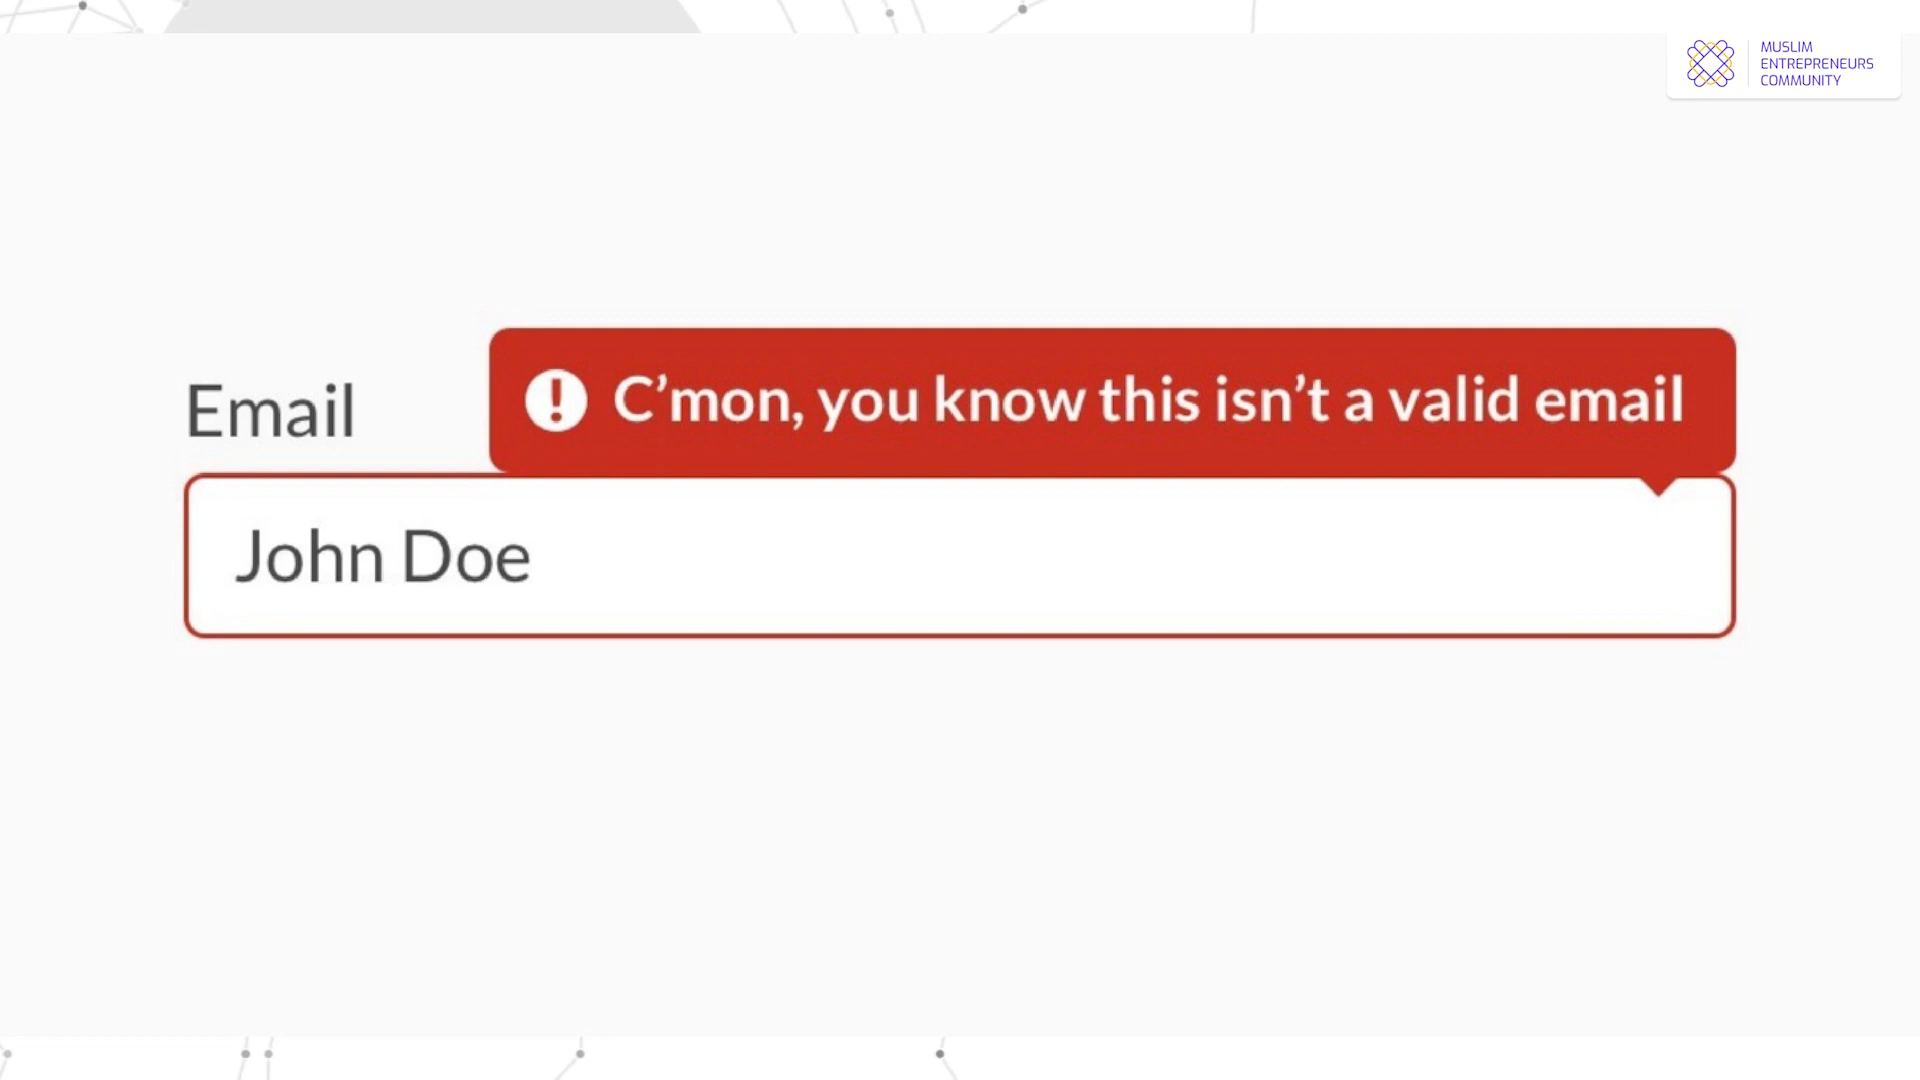 MUSLIM
ENTREPRENEURS
COMMUNITY
Email
! C’mon, you know this isn’t a valid email
John Doe